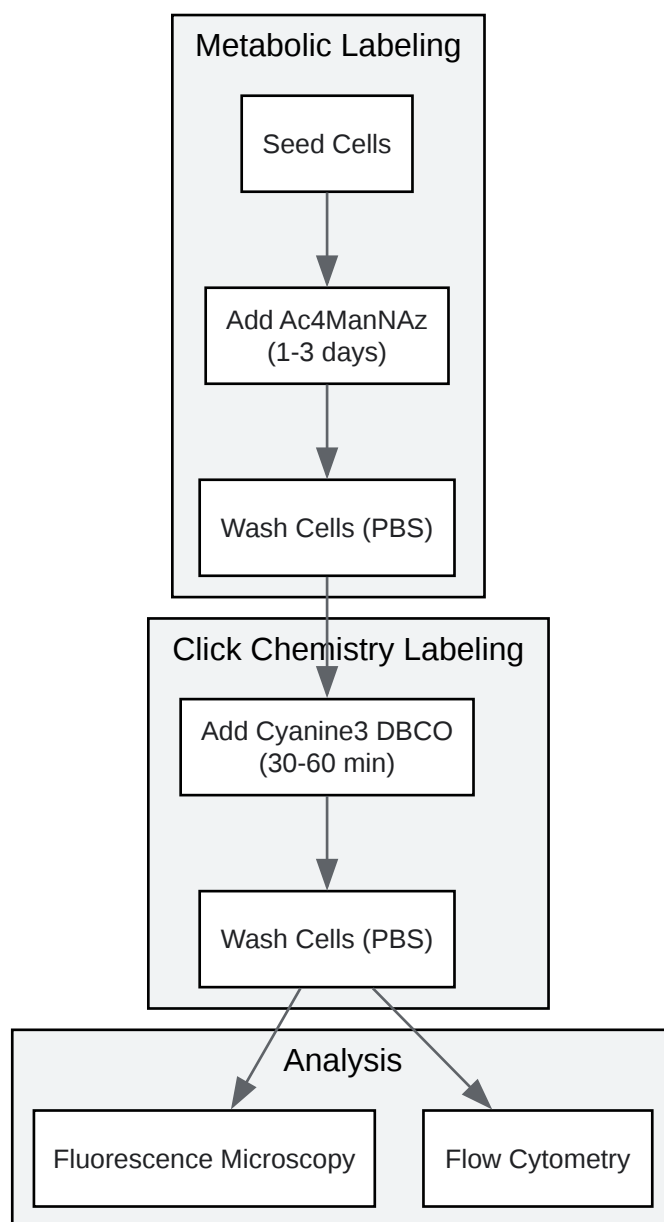 Metabolic Labeling
Seed Cells
Add Ac4ManNAz
(1-3 days)
Wash Cells (PBS)
Click Chemistry Labeling
Add Cyanine3 DBCO
(30-60 min)
Wash Cells (PBS)
Analysis
Fluorescence Microscopy
Flow Cytometry